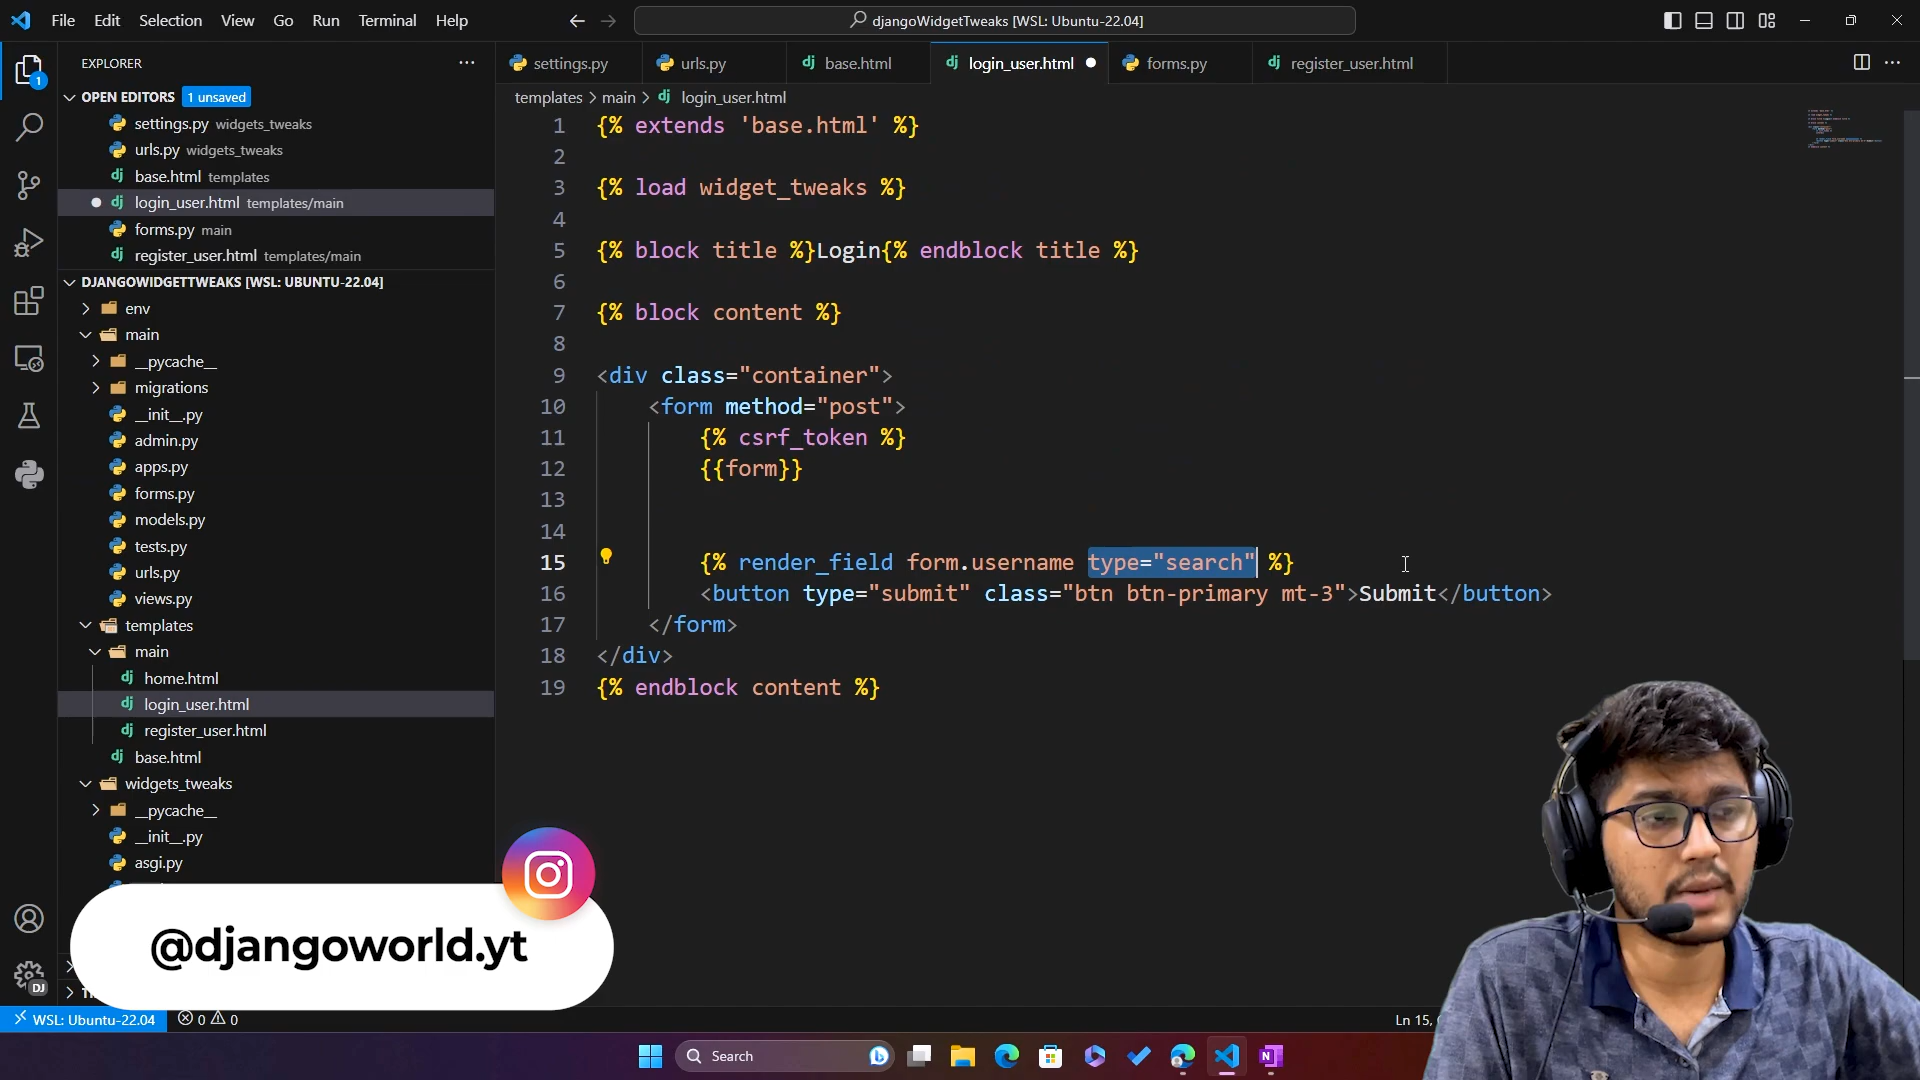 File Edit Selection View Go Run Terminal Help
djangoWidgetTweaks [WSL: Ubuntu-22.04]
EXPLORER
OPEN EDITORS 1 unsaved
settings.py widgets_tweaks
urls.py widgets_tweaks
base.html templates
login_user.html templates/main
forms.py main
register_user.html templates/main
DJANGOWIDGETTWEAKS [WSL: UBUNTU-22.04]
env
main
__pycache__
migrations
__init__.py
admin.py
apps.py
forms.py
models.py
tests.py
urls.py
views.py
templates
main
home.html
login_user.html
register_user.html
base.html
widgets_tweaks
__pycache__
__init__.py
asgi.py
settings.py urls.py base.html login_user.html forms.py register_user.html
templates > main > login_user.html
1 {% extends 'base.html' %}
2
3 {% load widget_tweaks %}
4
5 {% block title %}Login{% endblock title %}
6
7 {% block content %}
8
9 <div class="container">
10 <form method="post">
11 {% csrf_token %}
12 {{form}}
13
14
15 {% render_field form.username type="search" %}
16 <button type="submit" class="btn btn-primary mt-3">Submit</button>
17 </form>
18 </div>
19 {% endblock content %}
1
DJ
@djangoworld.yt
WSL: Ubuntu-22.04 0 0
Ln 15,
Search